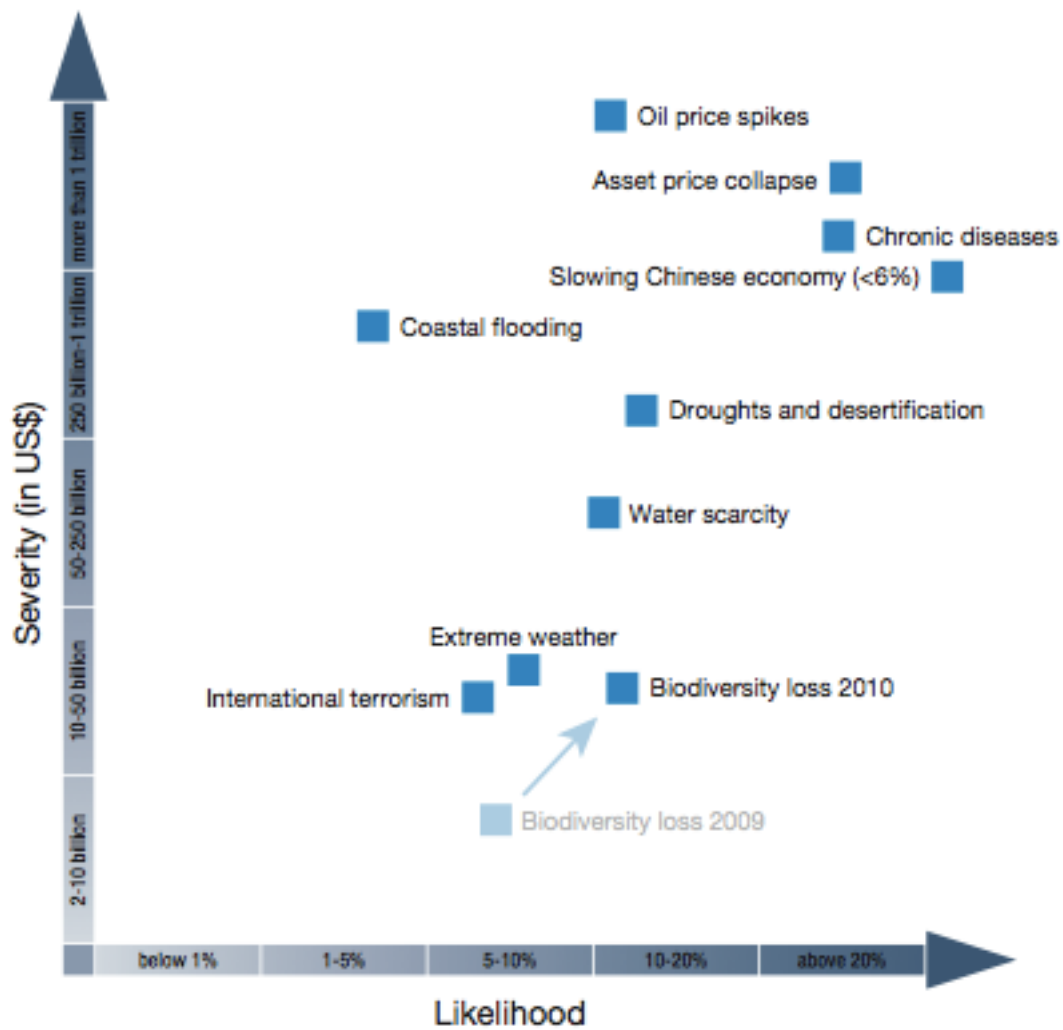 Oil price spikes
Asset price collapse
Chronic diseases
Slowing Chinese economy (<6%)
Coastal flooding
Droughts and desertification
Water scarcity
Extreme weather
International terrorism
Biodiversity loss 2010
Biodiversity loss 2009
Severity (in US$)
more than 1 trillion
250 billion-1 trillion
50-250 billion
10-50 billion
2-10 billion
below 1%
1-5%
5-10%
10-20%
above 20%
Likelihood